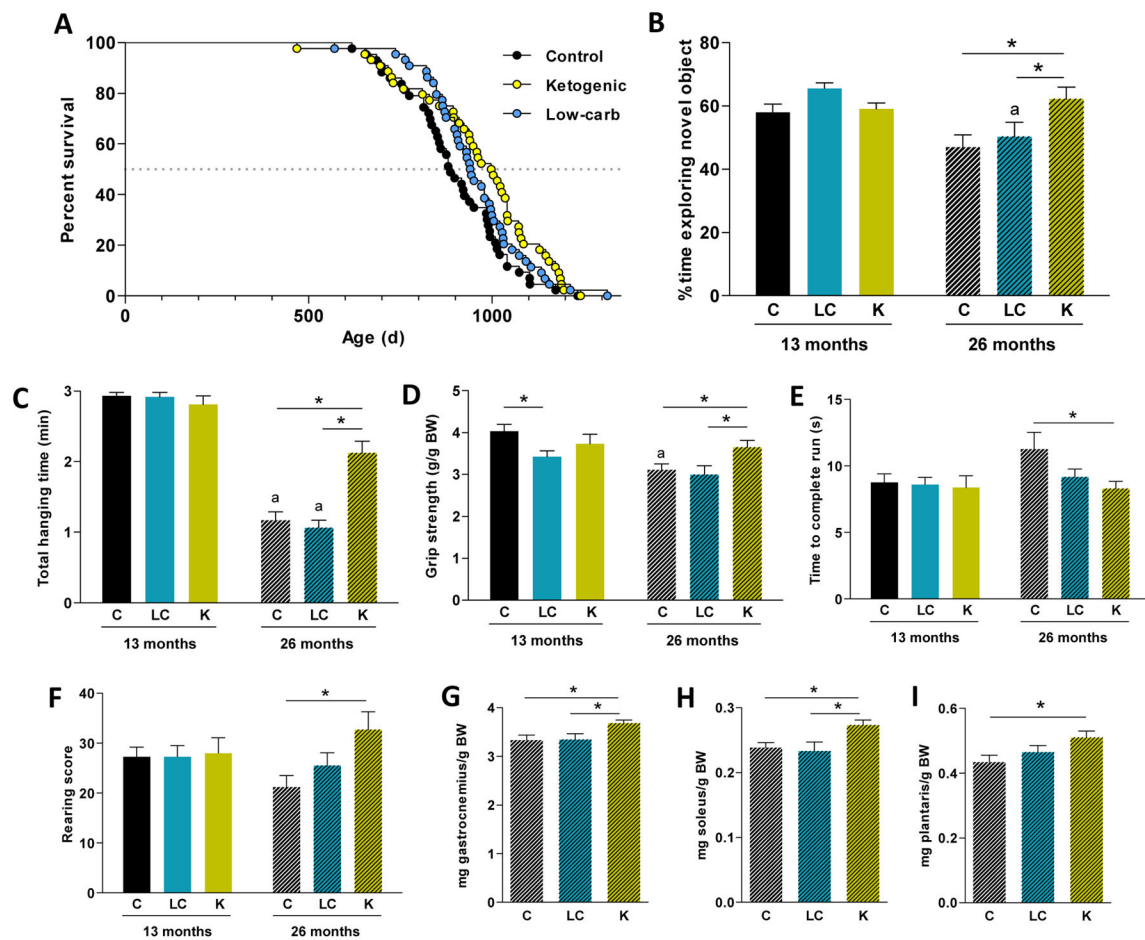 A
Percent survival
100
80
60
40
20
0
0
500
1000
Age (d)
Control
Ketogenic
Low-carb
B
% time exploring novel object
80
60
40
20
0
*
*
a
C LC K C LC K
13 months 26 months
C
Total hanging time (min)
3
2
1
0
*
*
a a
C LC K C LC K
13 months 26 months
D
Grip strength (g/g BW)
5
4
3
2
1
0
*
*
*
a
C LC K C LC K
13 months 26 months
E
Time to complete run (s)
15
10
5
0
*
C LC K C LC K
13 months 26 months
F
Rearing score
40
30
20
10
0
*
C LC K C LC K
13 months 26 months
G
mg gastrocnemius/g BW
4
3
2
1
0
*
*
C LC K
H
mg soleus/g BW
0.3
0.2
0.1
0.0
*
*
C LC K
I
mg plantaris/g BW
0.6
0.4
0.2
0.0
*
C LC K